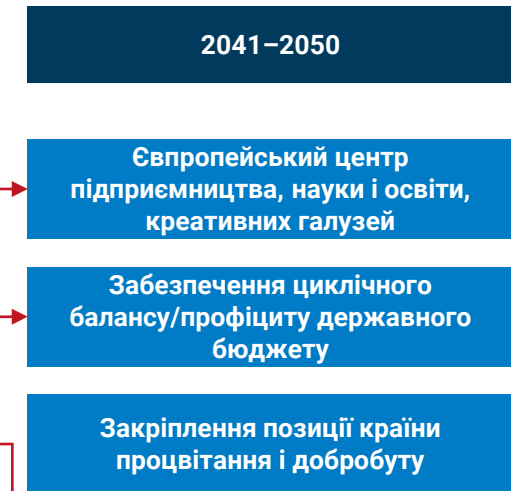 2041–2050
Євпропейський центр
підприємництва, науки і освіти,
креативних галузей
Забезпечення циклічного
балансу/профіциту державного
бюджету
Закріплення позиції країни
процвітання і добробуту